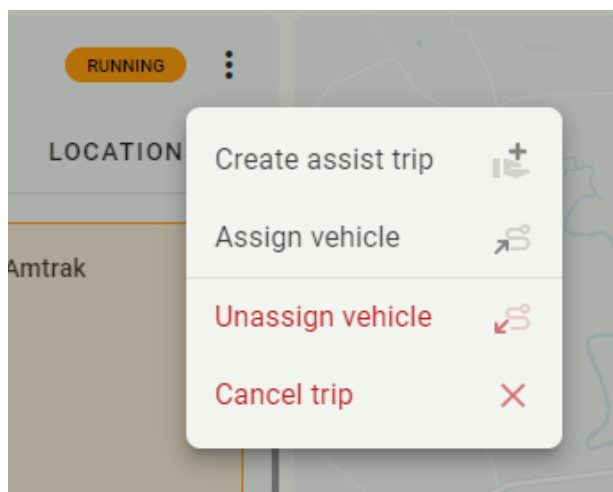 RUNNING
LOCATION
Create assist trip
Assign vehicle
Amtrak
Unassign vehicle
Cancel trip